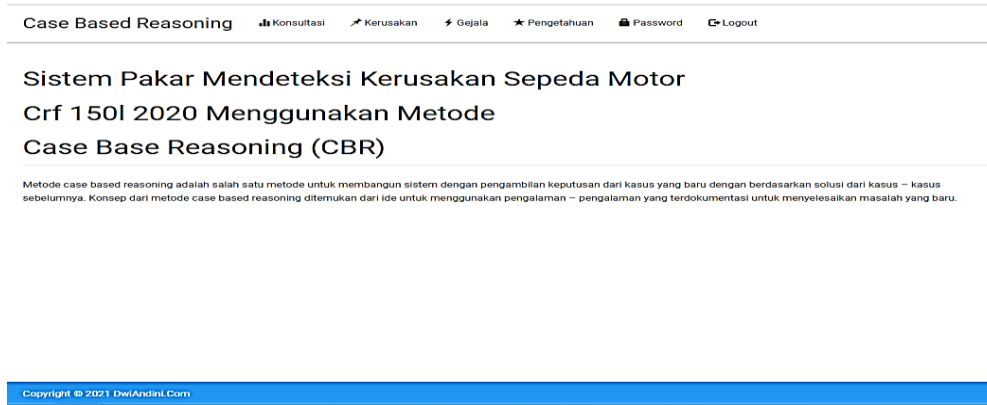 Case Based Reasoning Konsultasi Kerusakan Gejala Pengetahuan Password Logout
Sistem Pakar Mendeteksi Kerusakan Sepeda Motor
Crf 150l 2020 Menggunakan Metode
Case Base Reasoning (CBR)
Metode case based reasoning adalah salah satu metode untuk membangun sistem dengan pengambilan keputusan dari kasus yang baru dengan berdasarkan solusi dari kasus – kasus
sebelumnya. Konsep dari metode case based reasoning ditemukan dari ide untuk menggunakan pengalaman – pengalaman yang terdokumentasi untuk menyelesaikan masalah yang baru.
Copyright © 2021 DwiAndini.Com